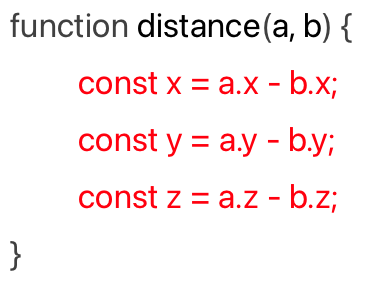 function distance(a, b) {
const x = a.x - b.x;
const y = a.y - b.y;
const z = a.z - b.z;
}